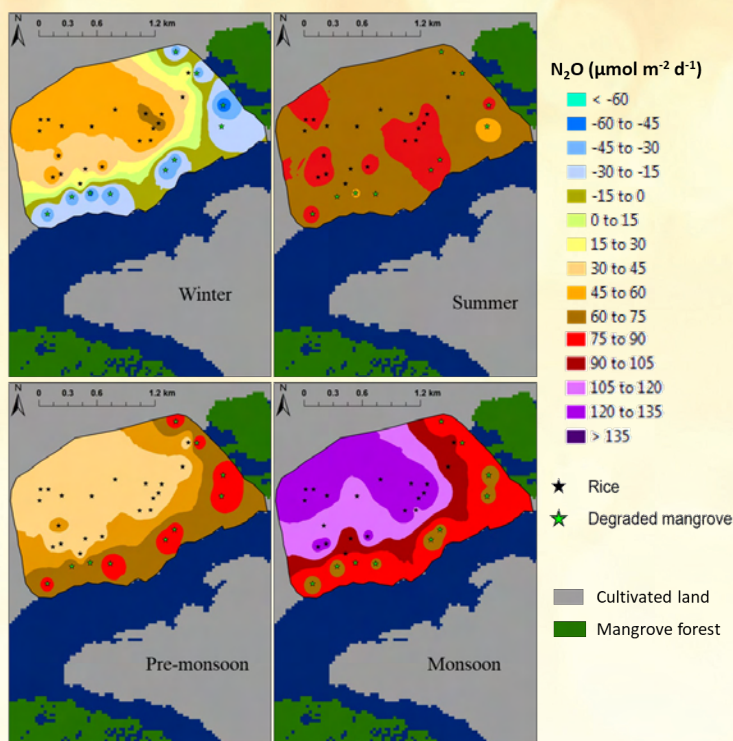 N 0 0.3 0.6 1.2 km
Winter
N 0 0.3 0.6 1.2 km
Summer
N 0 0.3 0.6 1.2 km
Pre-monsoon
N 0 0.3 0.6 1.2 km
Monsoon
N₂O (µmol m⁻² d⁻¹)
< -60
-60 to -45
-45 to -30
-30 to -15
-15 to 0
0 to 15
15 to 30
30 to 45
45 to 60
60 to 75
75 to 90
90 to 105
105 to 120
120 to 135
> 135
Rice
Degraded mangrove
Cultivated land
Mangrove forest